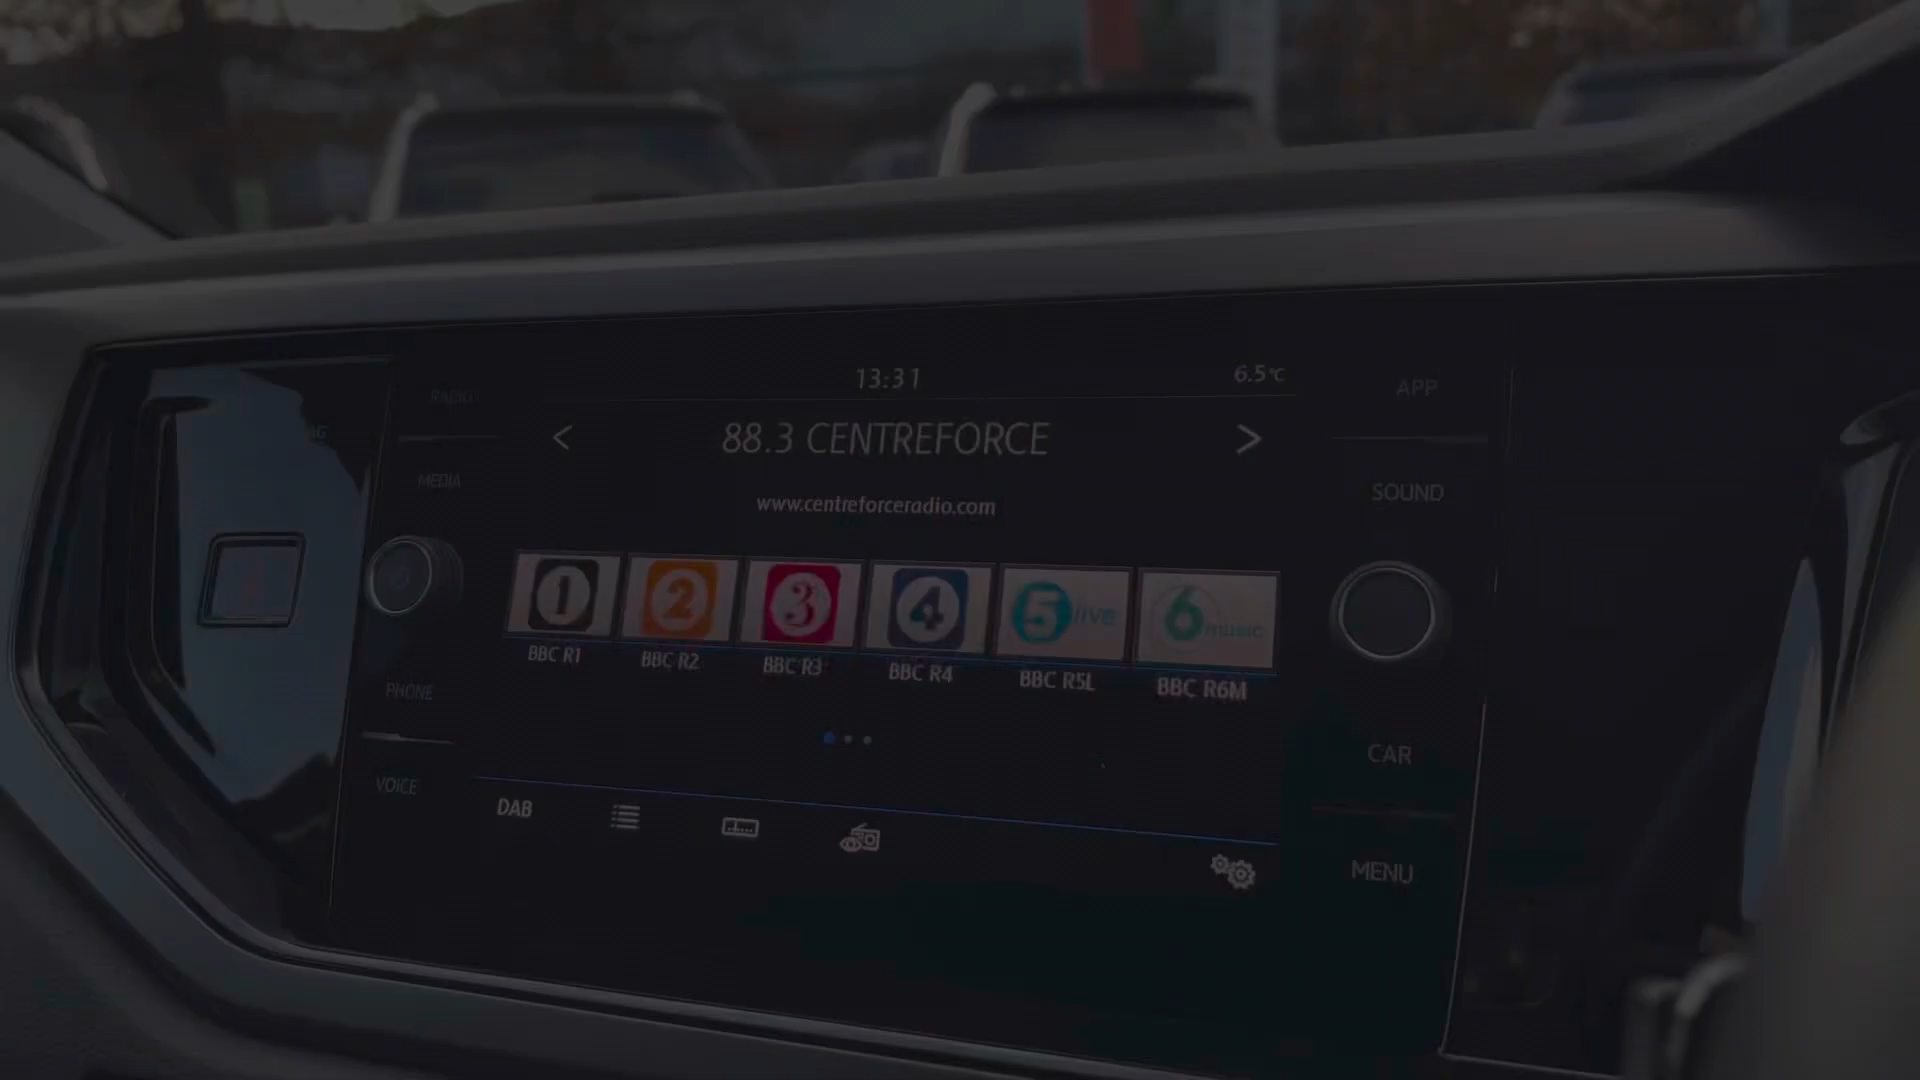 13:31
6.5°C
RADIO
APP
88.3 CENTREFORCE
MEDIA
SOUND
www.centreforceradio.com
1
2
3
4
5 live
6 music
BBC R1
BBC R2
BBC R3
BBC R4
BBC R5L
BBC R6M
PHONE
CAR
VOICE
DAB
MENU